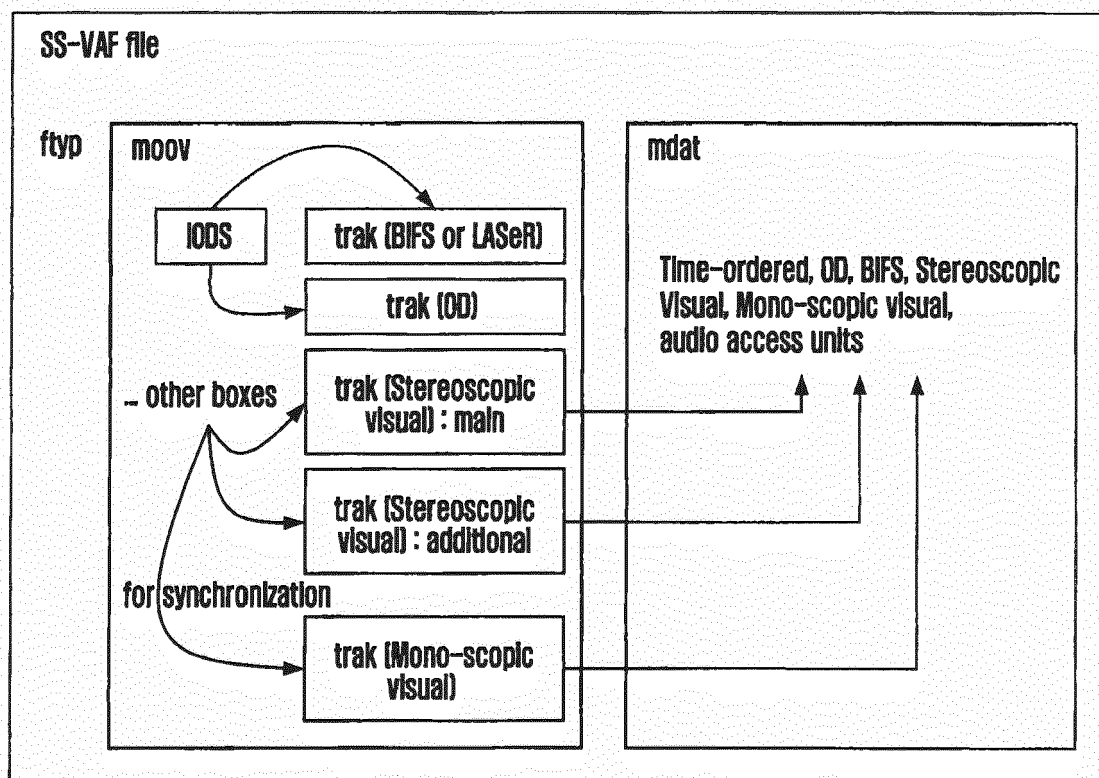 SS-VAF file
ftyp
moov
mdat
IODS
trak (BIFS or LASeR)
trak (OD)
... other boxes
trak (Stereoscopic
visual) : main
trak (Stereoscopic
visual) : additional
for synchronization
trak (Mono-scopic
visual)
Time-ordered, OD, BIFS, Stereoscopic
Visual, Mono-scopic visual,
audio access units